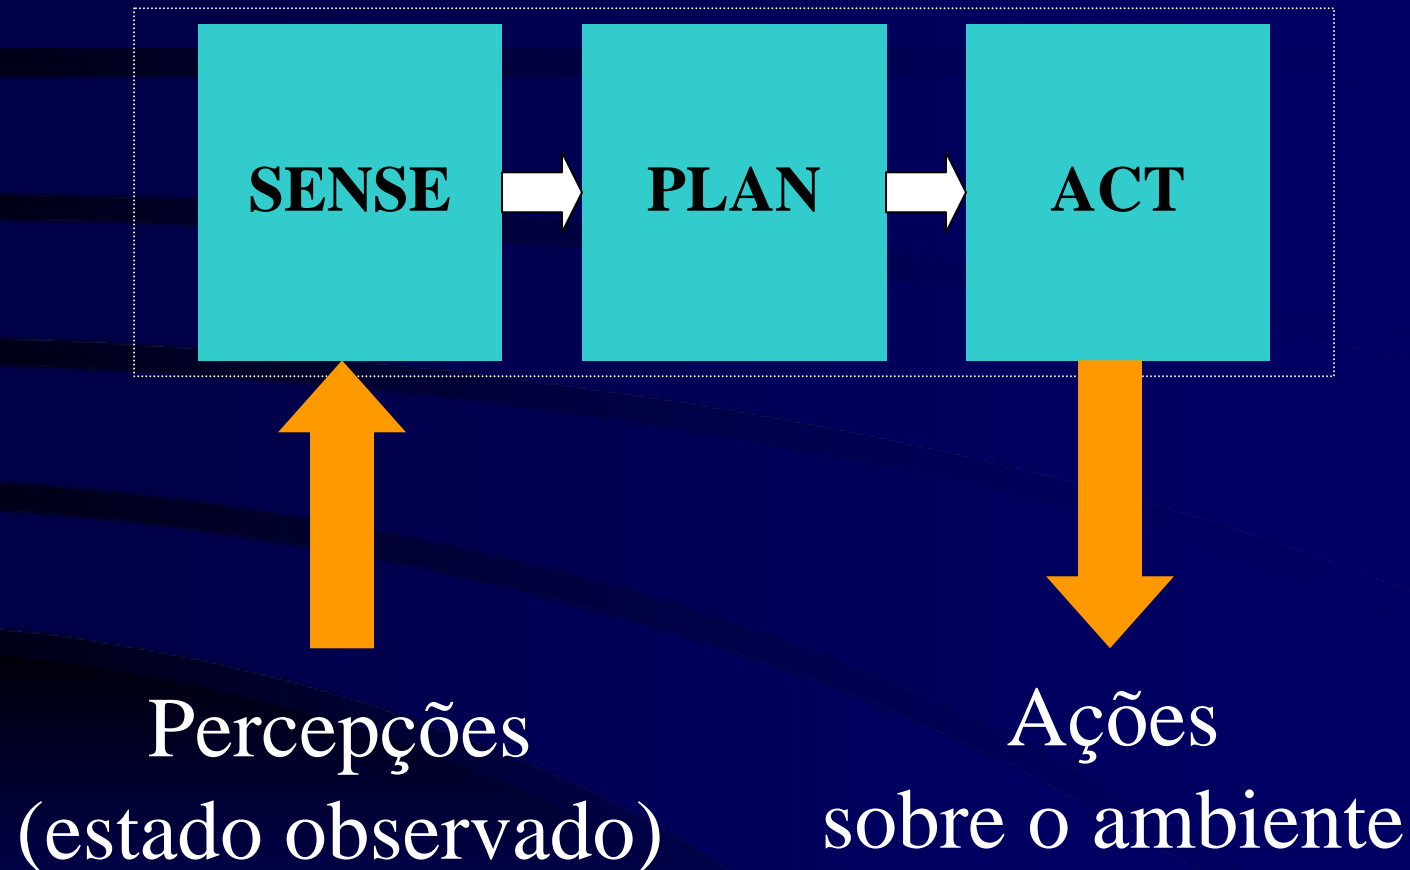 SENSE
PLAN
ACT
Percepções
(estado observado)
Ações
sobre o ambiente